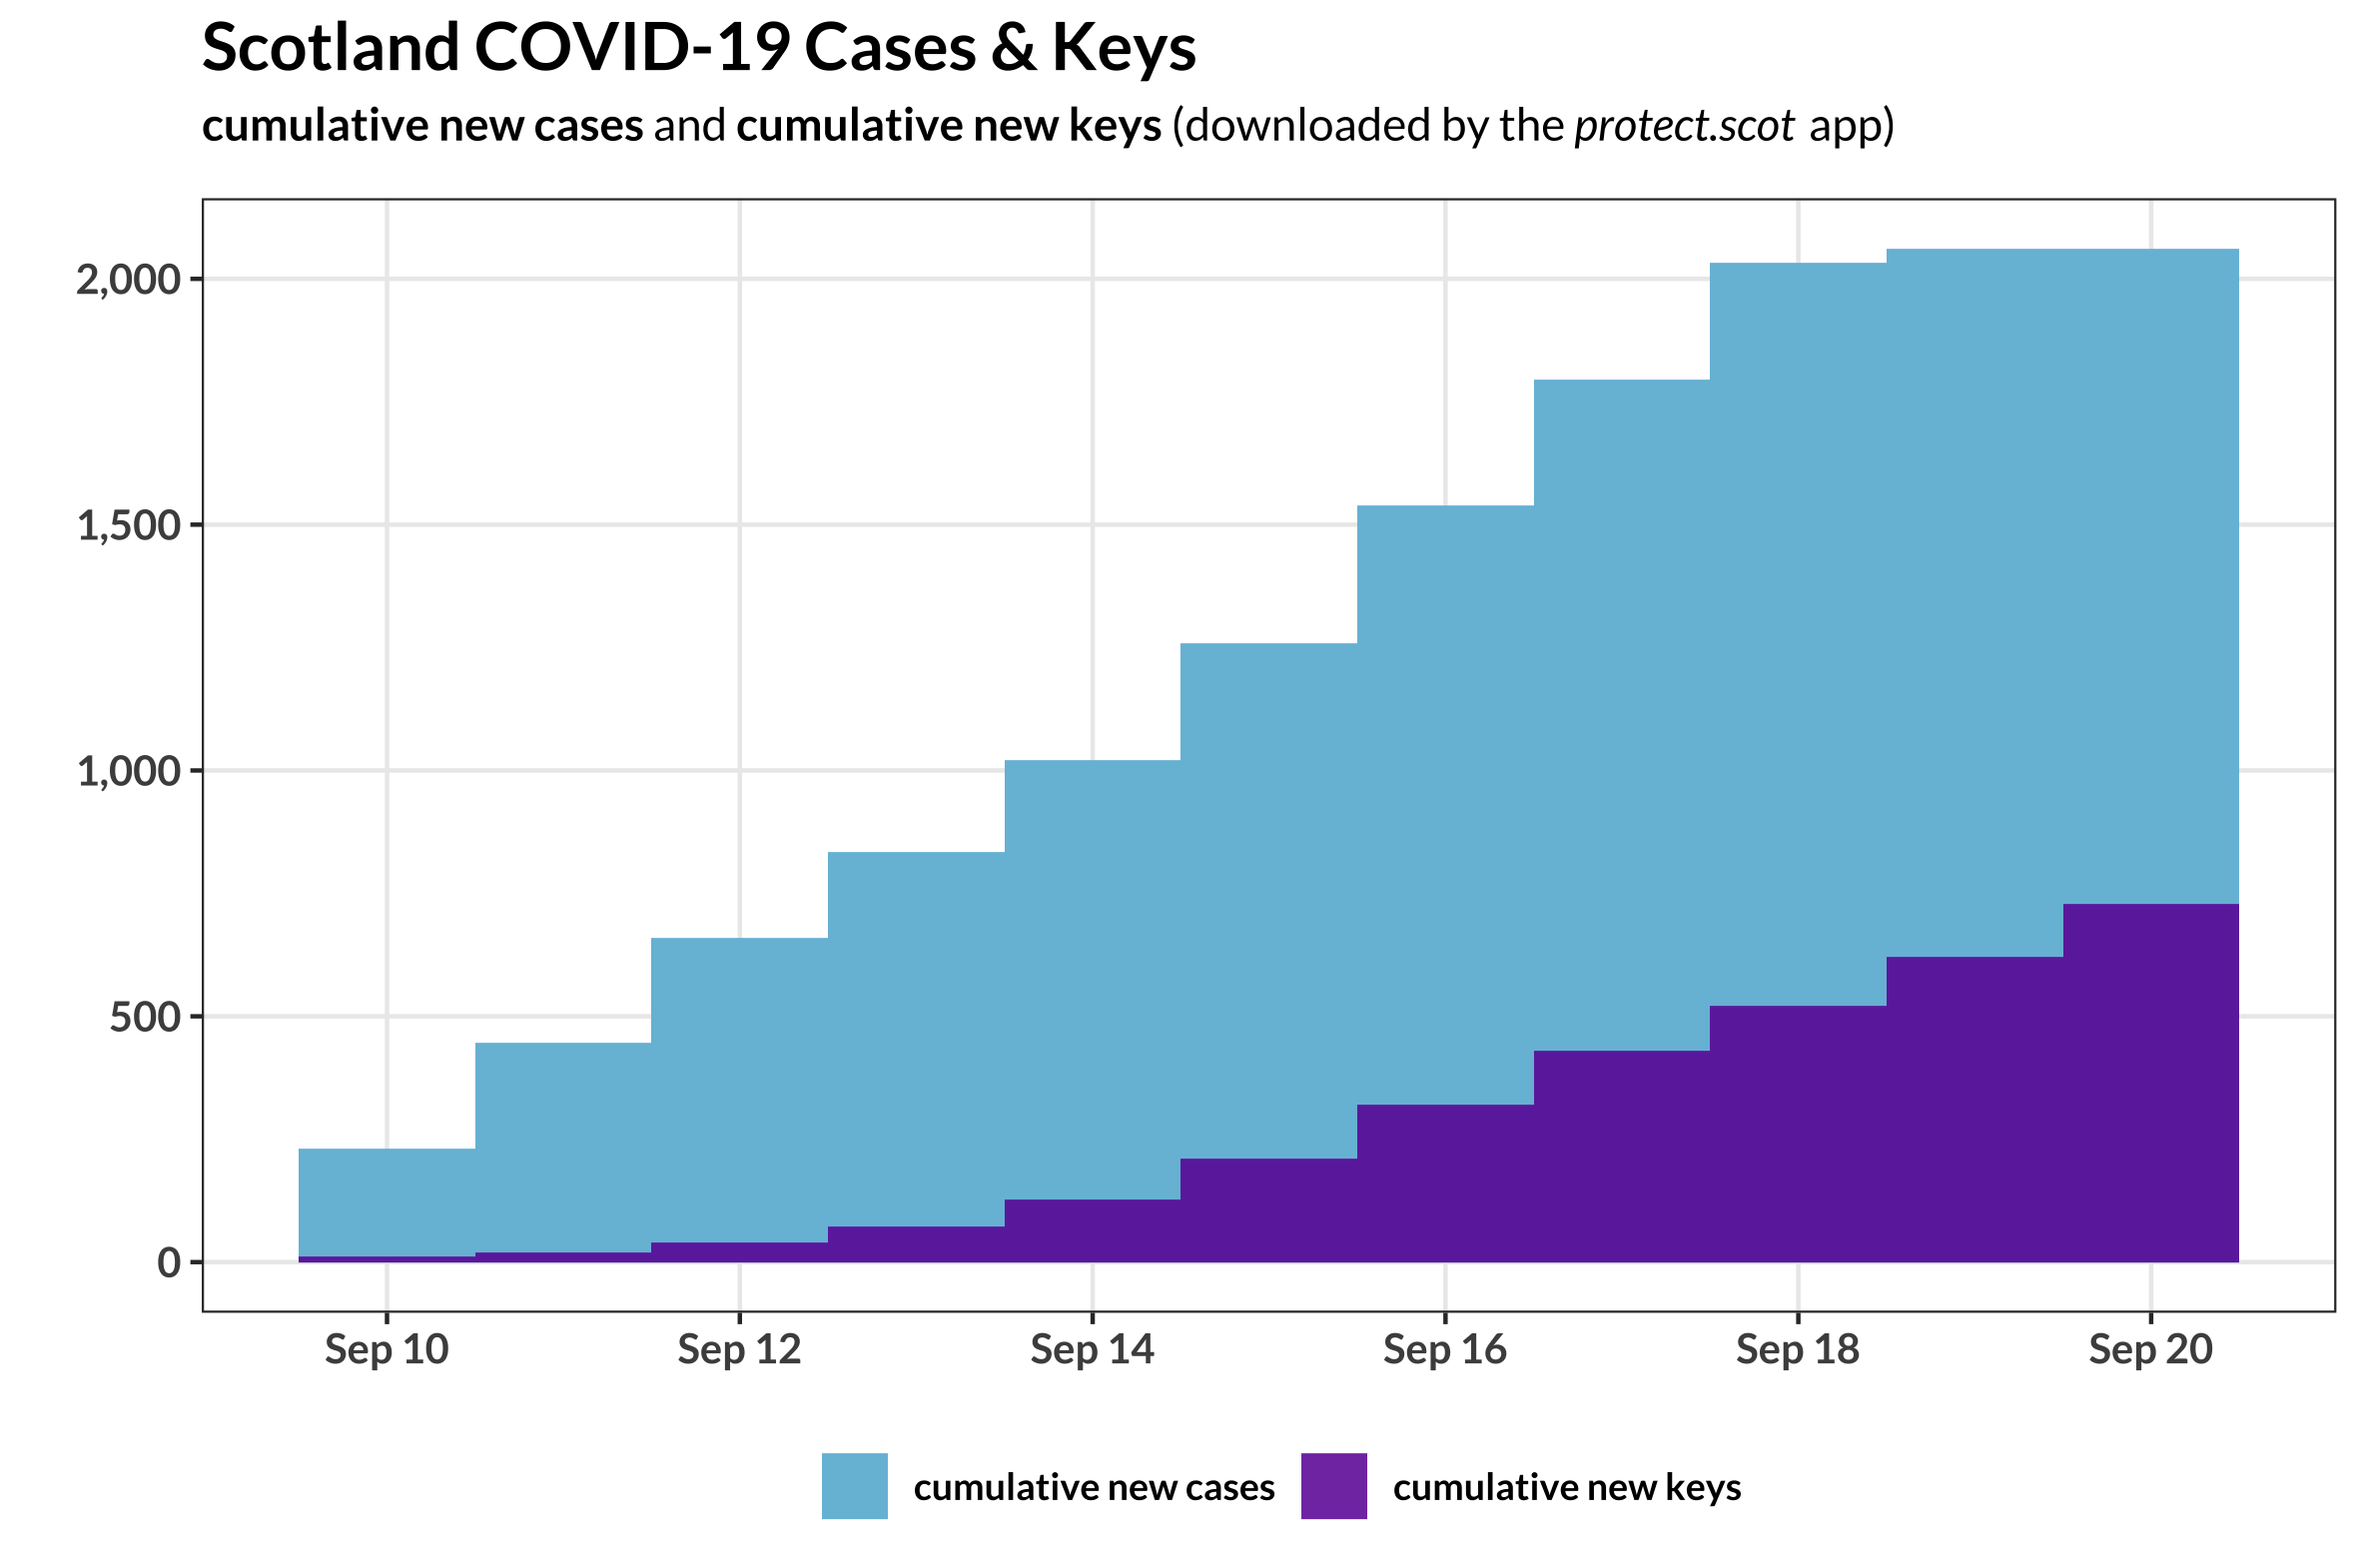 Scotland COVID-19 Cases & Keys
cumulative new cases and cumulative new keys (downloaded by the protect.scot app)
2,000
1,500
1,000
500
0
Sep 10 Sep 12 Sep 14 Sep 16 Sep 18 Sep 20
cumulative new cases cumulative new keys